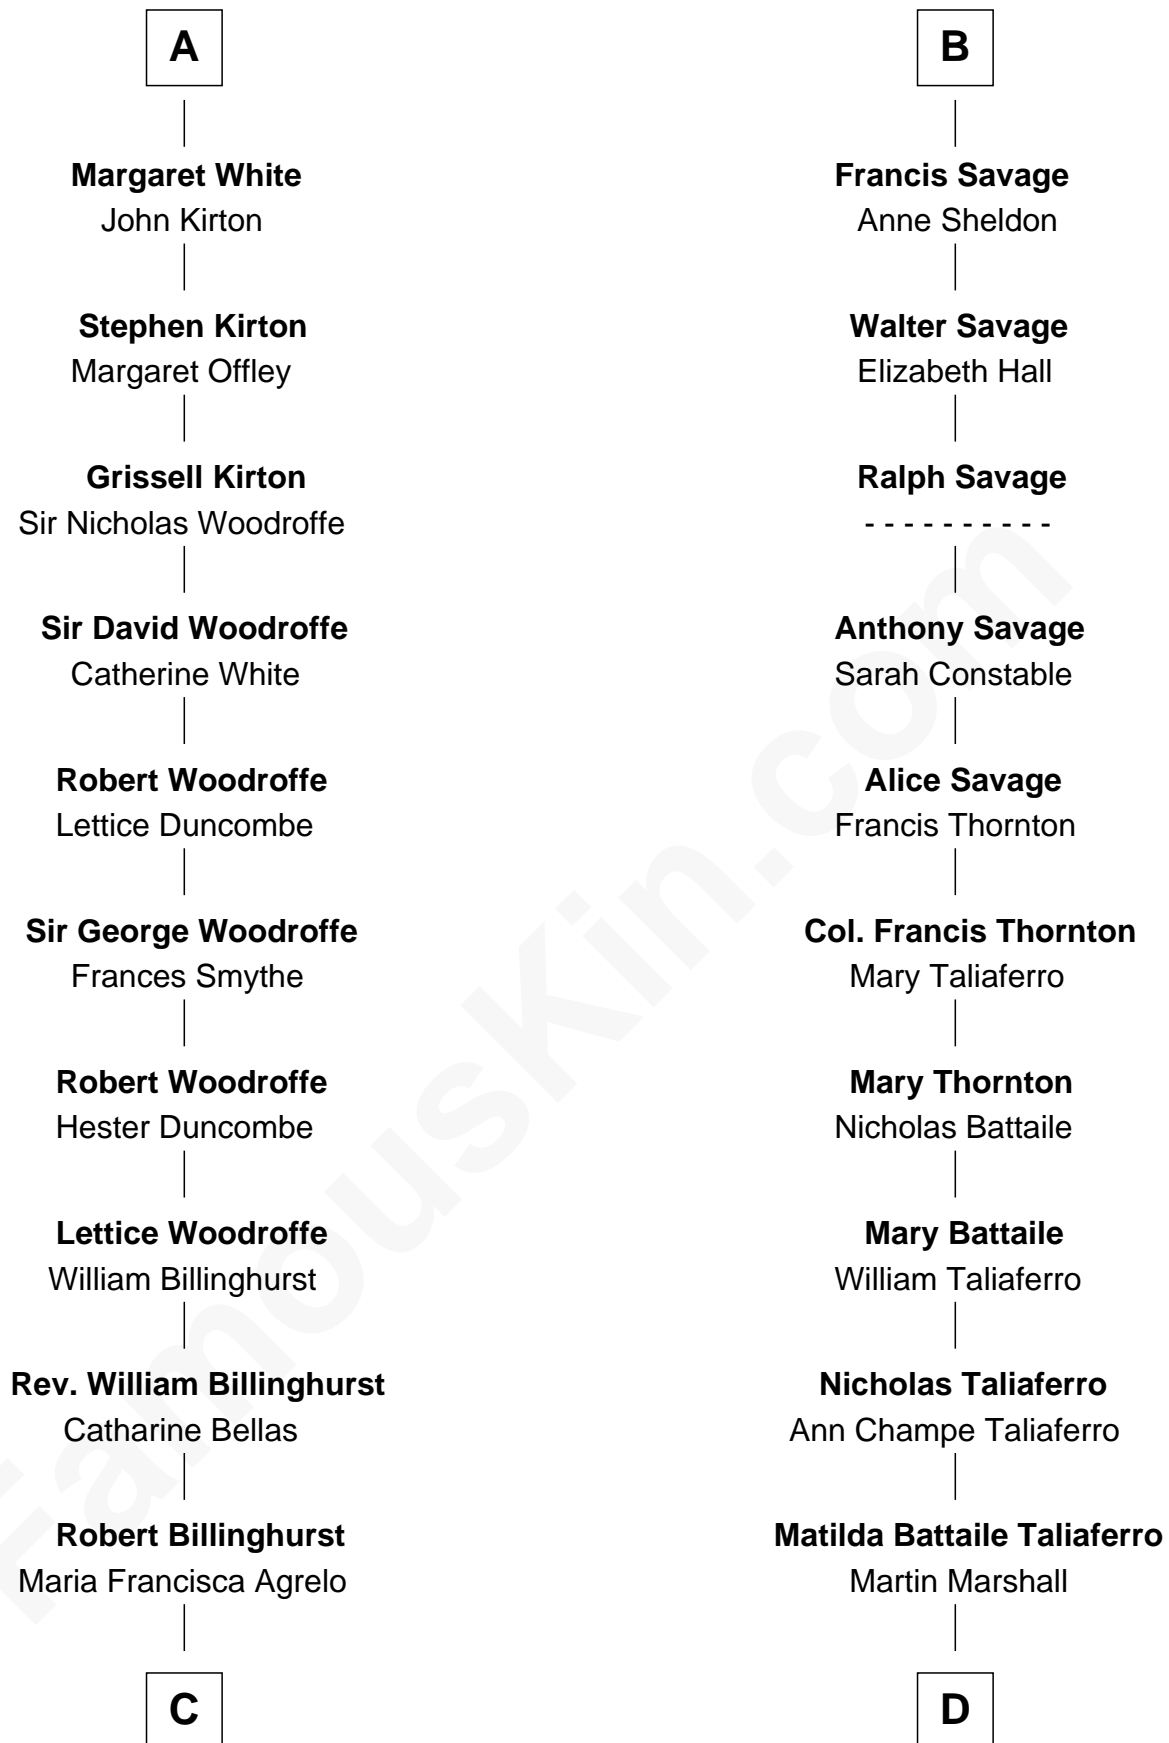 A
Margaret White
John Kirton
Stephen Kirton
Margaret Offley
Grissell Kirton
Sir Nicholas Woodroffe
Sir David Woodroffe
Catherine White
Robert Woodroffe
Lettice Duncombe
Sir George Woodroffe
Frances Smythe
Robert Woodroffe
Hester Duncombe
Lettice Woodroffe
William Billinghurst
Rev. William Billinghurst
Catharine Bellas
Robert Billinghurst
Maria Francisca Agrelo
C
B
Francis Savage
Anne Sheldon
Walter Savage
Elizabeth Hall
Ralph Savage
- - - - - - - - - -
Anthony Savage
Sarah Constable
Alice Savage
Francis Thornton
Col. Francis Thornton
Mary Taliaferro
Mary Thornton
Nicholas Battaile
Mary Battaile
William Taliaferro
Nicholas Taliaferro
Ann Champe Taliaferro
Matilda Battaile Taliaferro
Martin Marshall
D
FamousKin.com